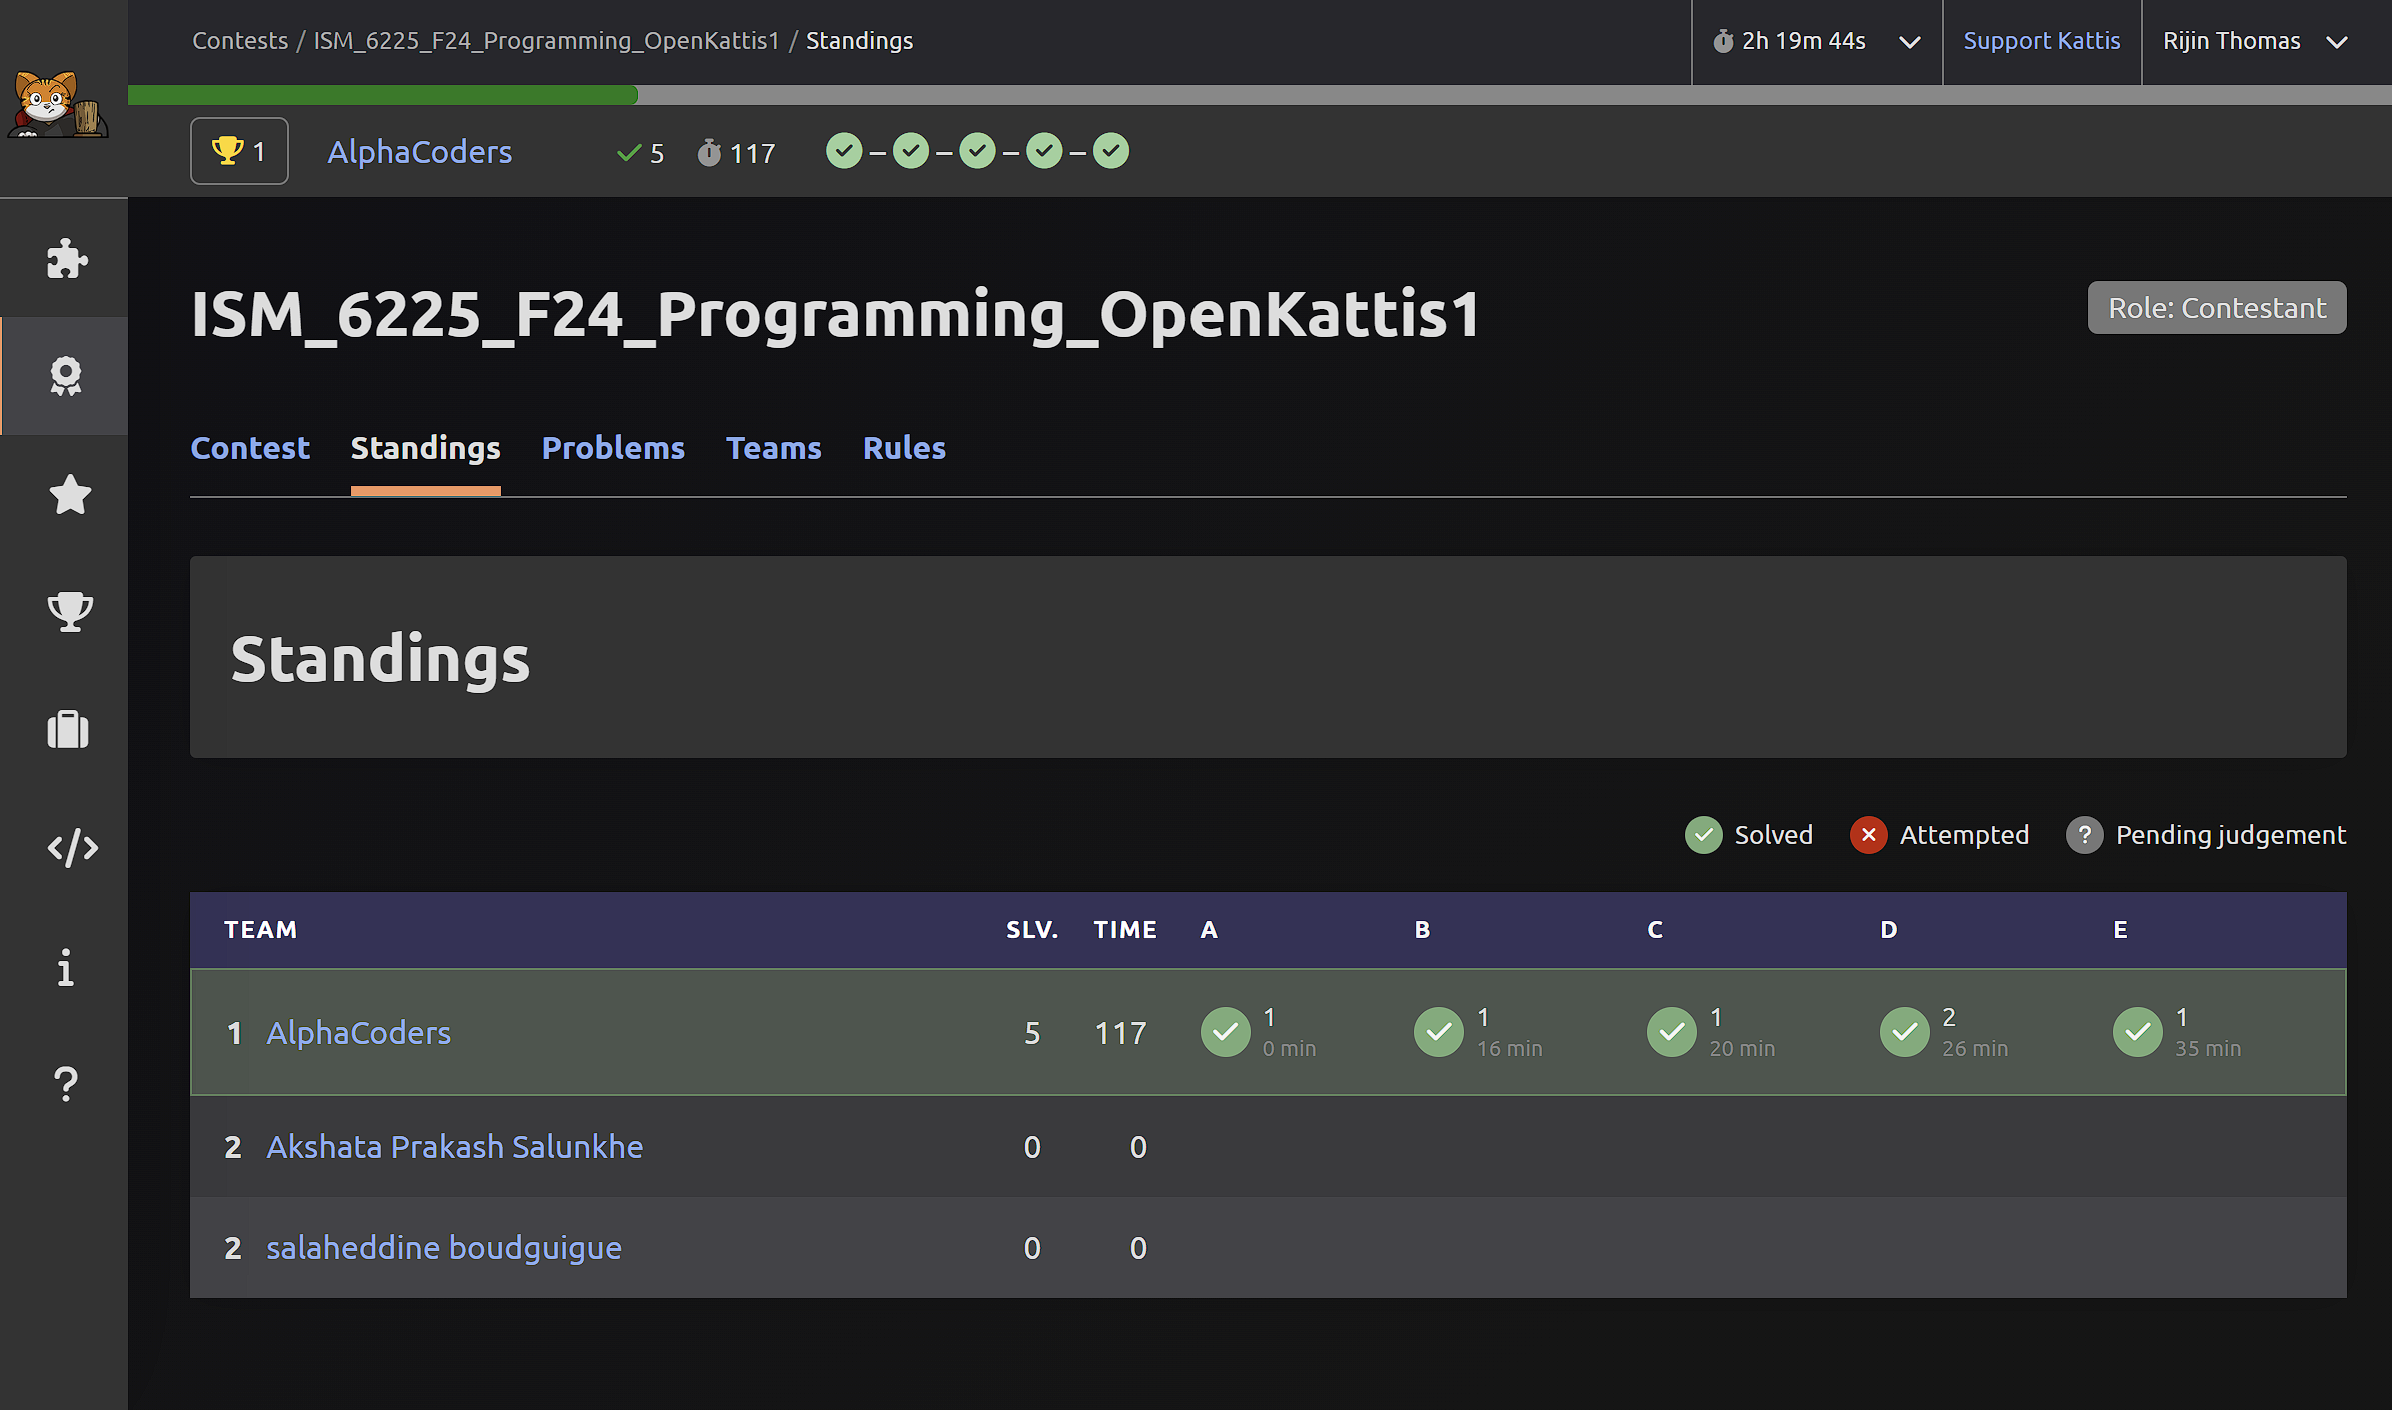 Contests / ISM_6225_F24_Programming_OpenKattis1 / Standings
2h 19m 44s
Support Kattis
Rijin Thomas
1 AlphaCoders 5 117
ISM_6225_F24_Programming_OpenKattis1
Role: Contestant
Contest Standings Problems Teams Rules
Standings
Solved Attempted ? Pending judgement
TEAM SLV. TIME A B C D E
1 AlphaCoders 5 117 1 1 1 2 1
0 min 16 min 20 min 26 min 35 min
2 Akshata Prakash Salunkhe 0 0
2 salaheddine boudguigue 0 0